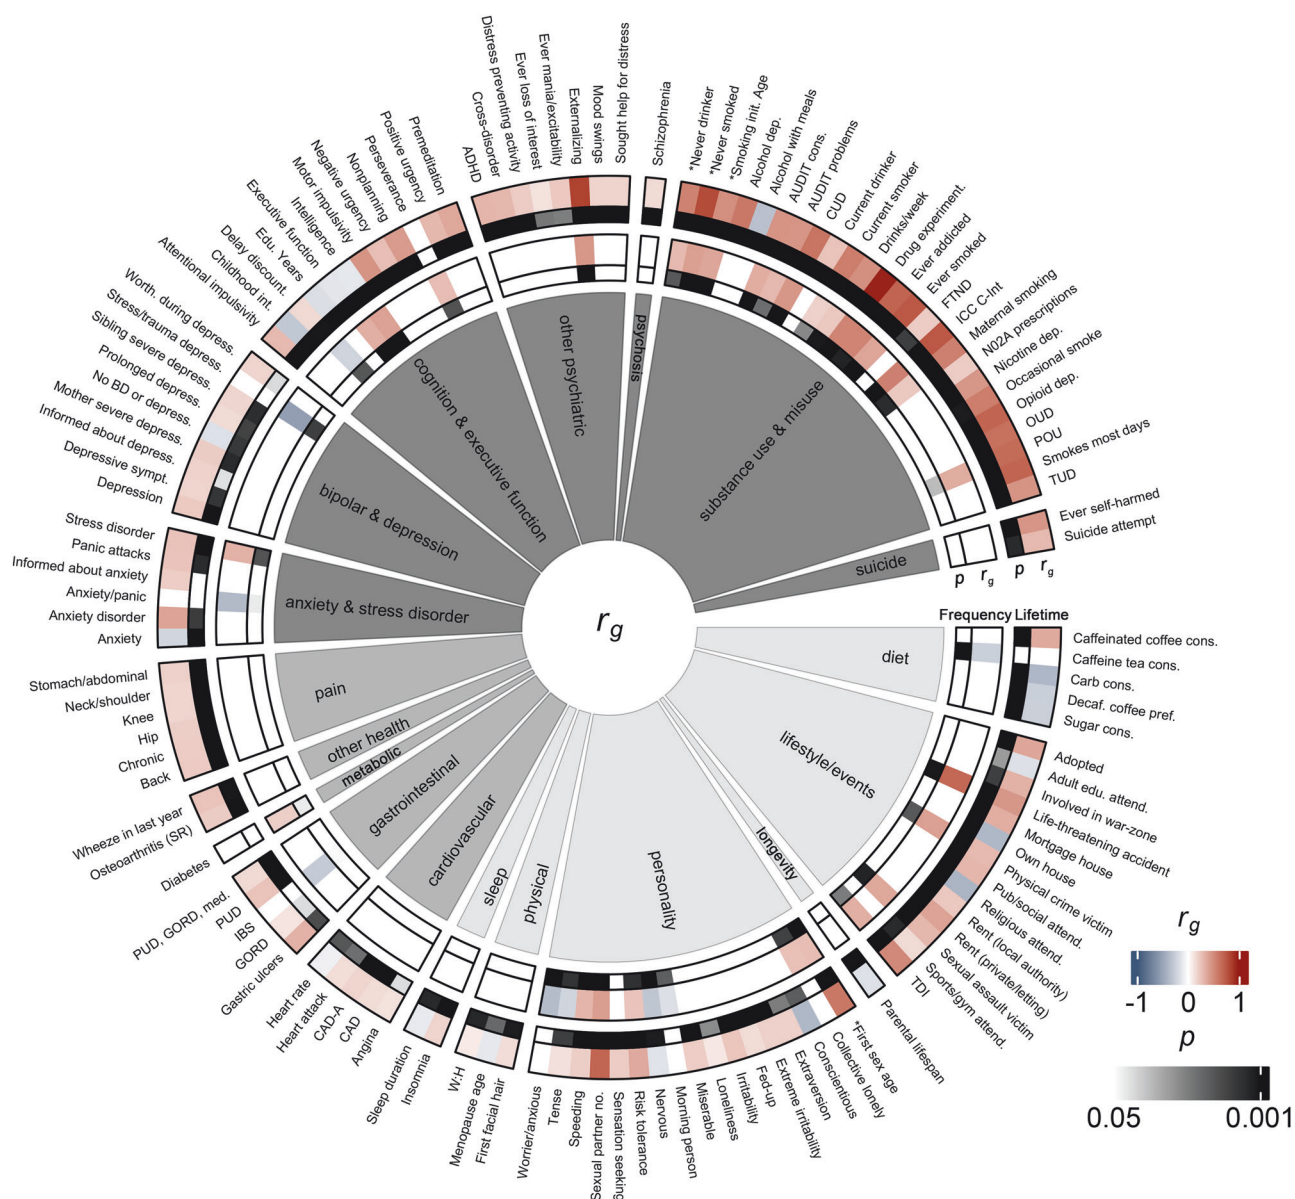 Attentional impulsivity
Childhood int.
Delay discount.
Edu. Years
Executive function
Intelligence
Motor impulsivity
Negative urgency
Nonplanning
Perseverance
Positive urgency
Premeditation
ADHD
Cross-disorder
Distress preventing activity
Ever loss of interest
Ever mania/excitability
Externalizing
Mood swings
Sought help for distress
Schizophrenia
*Never drinker
*Never smoked
*Smoking init. Age
Alcohol dep.
Alcohol with meals
AUDIT cons.
AUDIT problems
CUD
Current drinker
Current smoker
Drinks/week
Drug experiment.
Ever addicted
Ever smoked
FTND
ICC C-Int
Maternal smoking
N02A prescriptions
Nicotine dep.
Occasional smoke
Opioid dep.
OUD
POU
Smokes most days
TUD
Ever self-harmed
Suicide attempt
p
rg
p
rg
Frequency
Lifetime
Caffeinated coffee cons.
Caffeine tea cons.
Carb cons.
Decaf. coffee pref.
Sugar cons.
Adopted
Adult edu. attend.
Involved in war-zone
Life-threatening accident
Mortgage house
Own house
Physical crime victim
Pub/social attend.
Religious attend.
Rent (local authority)
Rent (private/letting)
Sexual assault victim
Sports/gym attend.
TDI
Parental lifespan
*First sex age
Collective lonely
Conscientious
Extraversion
Extreme irritability
Fed-up
Irritability
Loneliness
Miserable
Morning person
Nervous
Risk tolerance
Sensation seeking
Sexual partner no.
Speeding
Tense
Worrier/anxious
First facial hair
Menopause age
W:H
Insomnia
Sleep duration
Angina
CAD
CAD-A
Heart attack
Heart rate
Gastric ulcers
GORD
IBS
PUD
PUD, GORD, med.
Diabetes
Osteoarthritis (SR)
Wheeze in last year
Back
Chronic
Hip
Knee
Neck/shoulder
Stomach/abdominal
Anxiety
Anxiety disorder
Anxiety/panic
Informed about anxiety
Panic attacks
Stress disorder
Depression
Depressive sympt.
Informed about depress.
Mother severe depress.
No BD or depress.
Prolonged depress.
Sibling severe depress.
Stress/trauma depress.
Worth. during depress.
cognition & executive function
other psychiatric
psychosis
substance use & misuse
suicide
diet
lifestyle/events
longevity
personality
physical
sleep
cardiovascular
gastrointestinal
metabolic
other health
pain
anxiety & stress disorder
bipolar & depression
rg
rg
-1 0 1
p
0.05 0.001